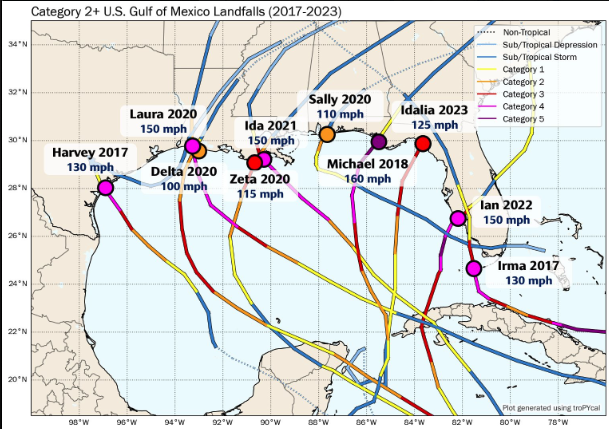 Category 2+ U.S. Gulf of Mexico Landfalls (2017-2023)
Non-Tropical
Sub/Tropical Depression
Sub/Tropical Storm
Category 1
Category 2
Category 3
Category 4
Category 5
34°N
32°N
30°N
28°N
26°N
24°N
22°N
20°N
Laura 2020
150 mph
Sally 2020
110 mph
Idalia 2023
125 mph
Ida 2021
150 mph
Harvey 2017
130 mph
Delta 2020
100 mph
Zeta 2020
115 mph
Michael 2018
160 mph
Ian 2022
150 mph
Irma 2017
130 mph
Plot generated using troPYcal
98°W 96°W 94°W 92°W 90°W 88°W 86°W 84°W 82°W 80°W 78°W